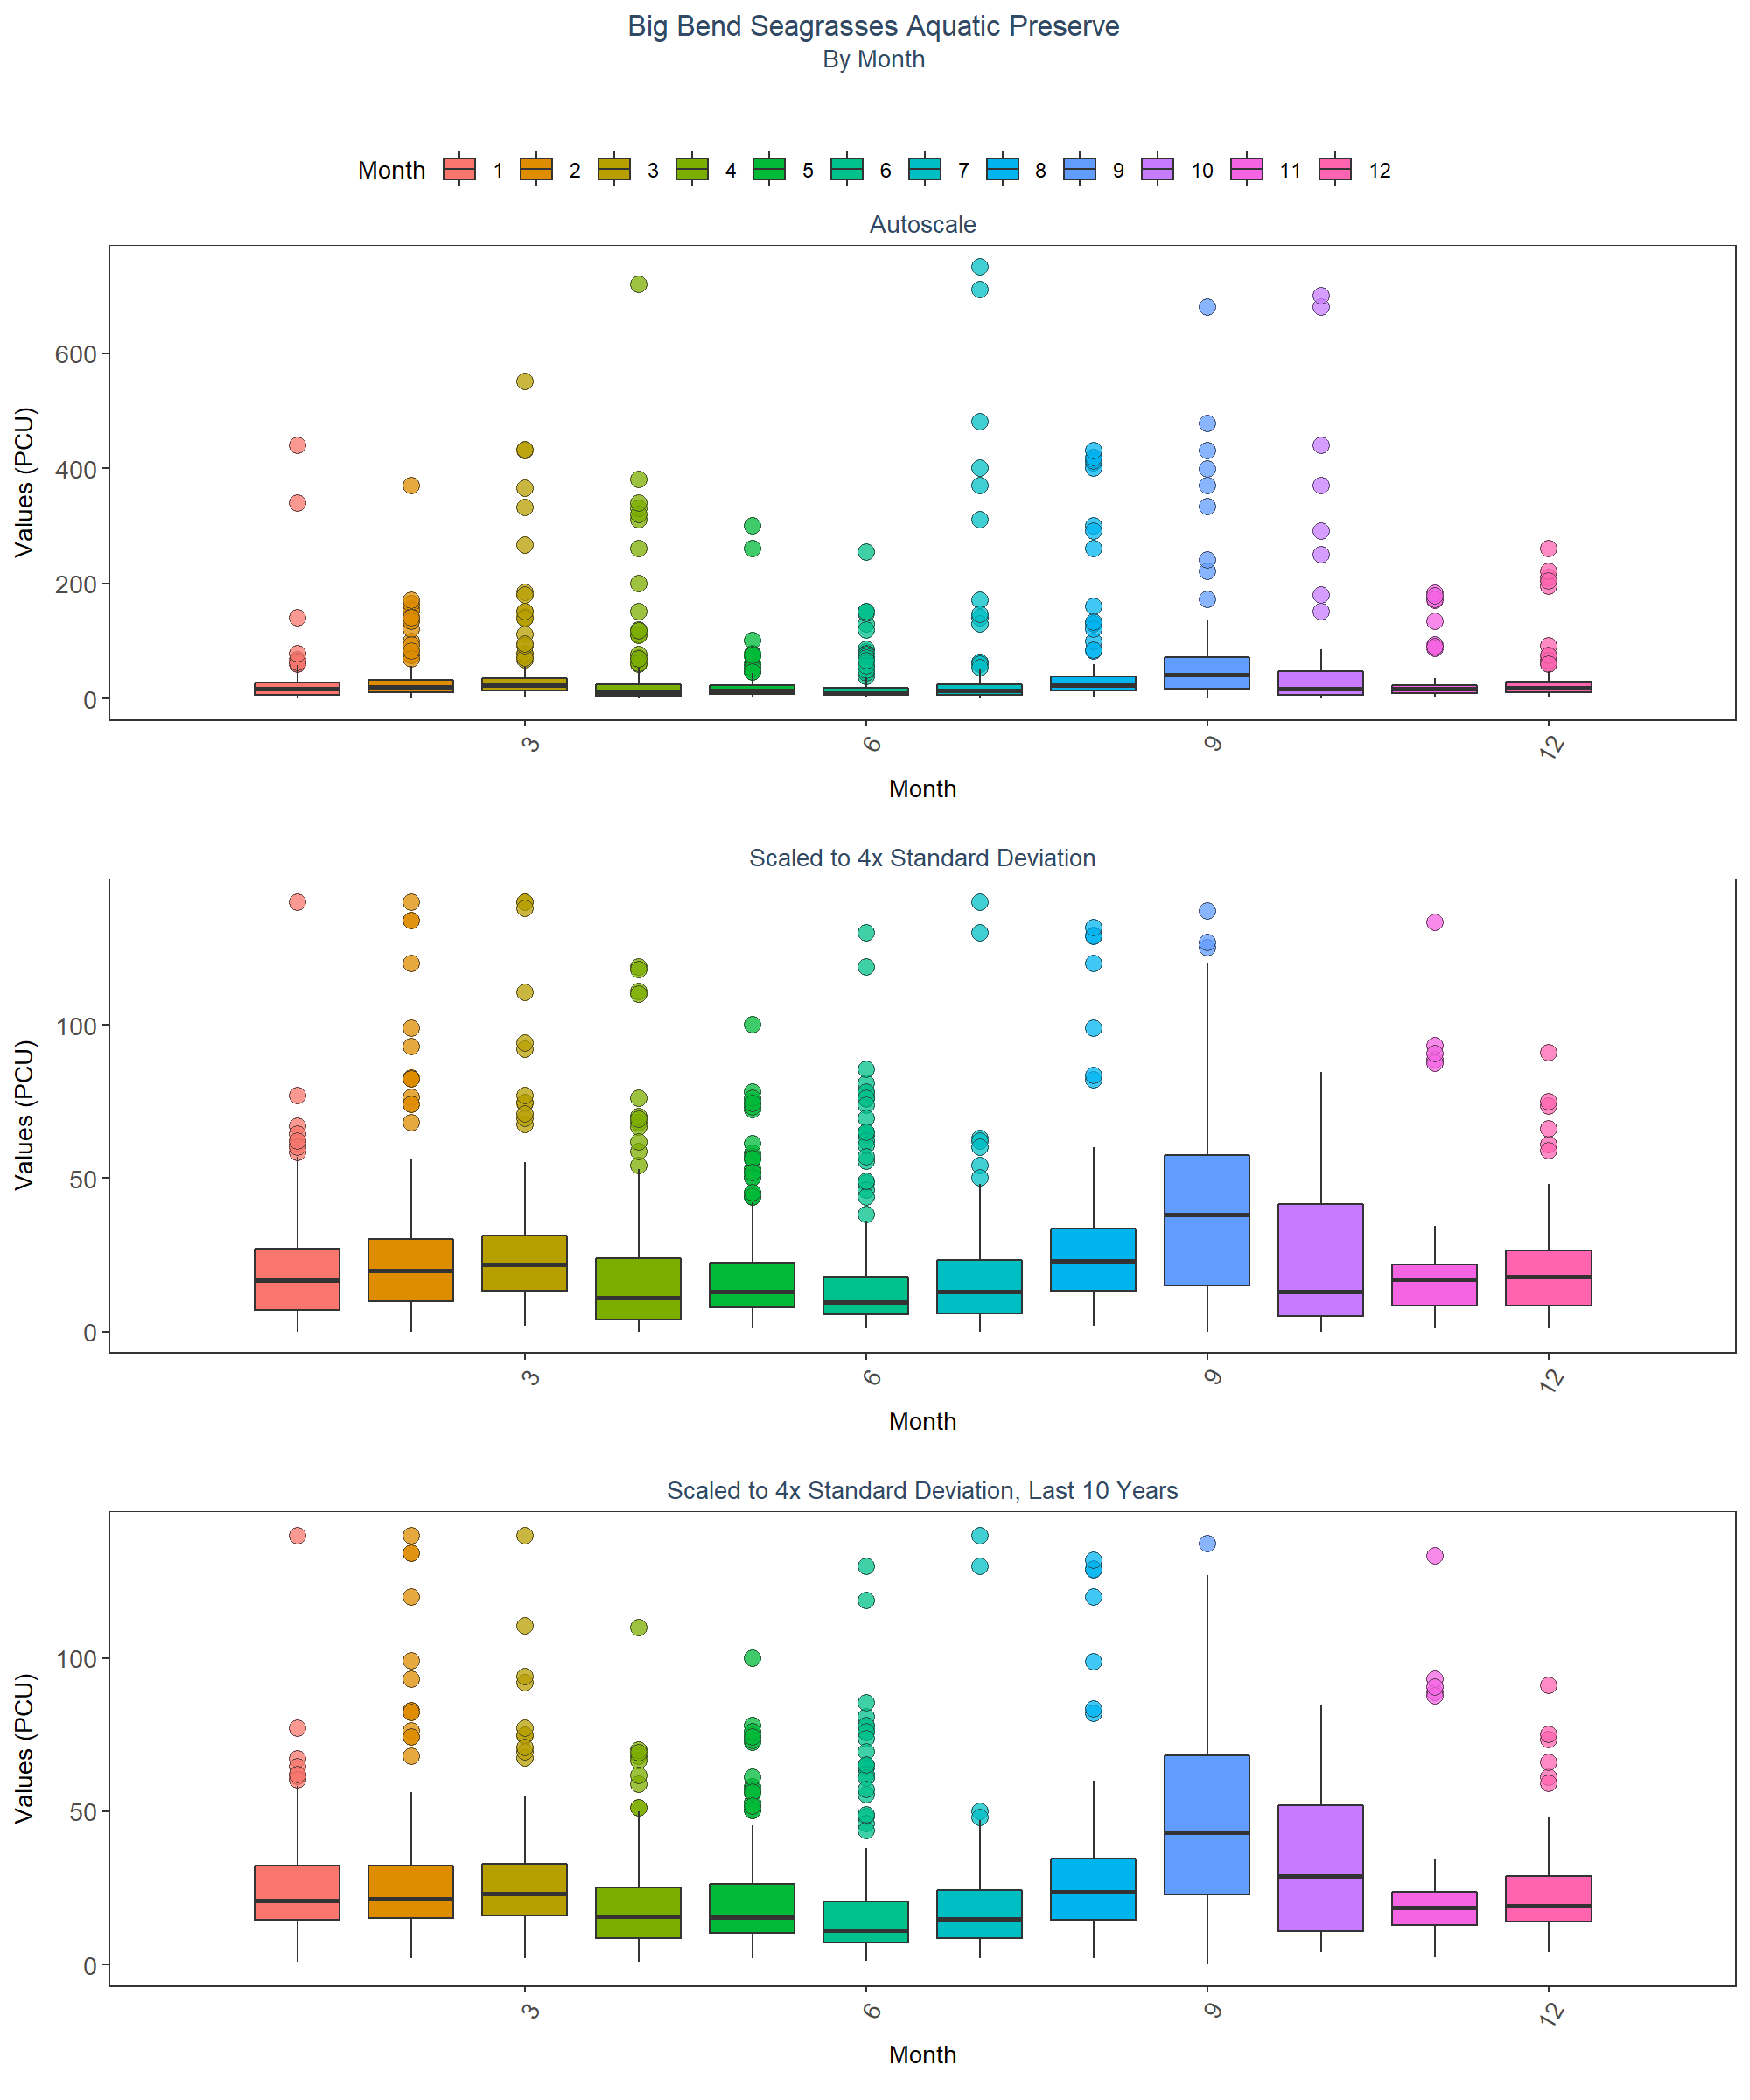 Big Bend Seagrasses Aquatic Preserve
By Month
Month 1 2 3 4 5 6 7 8 9 10 11 12
Autoscale
Values (PCU)
600
400
200
0
3 6 9 12
Month
Scaled to 4x Standard Deviation
Values (PCU)
100
50
0
3 6 9 12
Month
Scaled to 4x Standard Deviation, Last 10 Years
Values (PCU)
100
50
0
3 6 9 12
Month